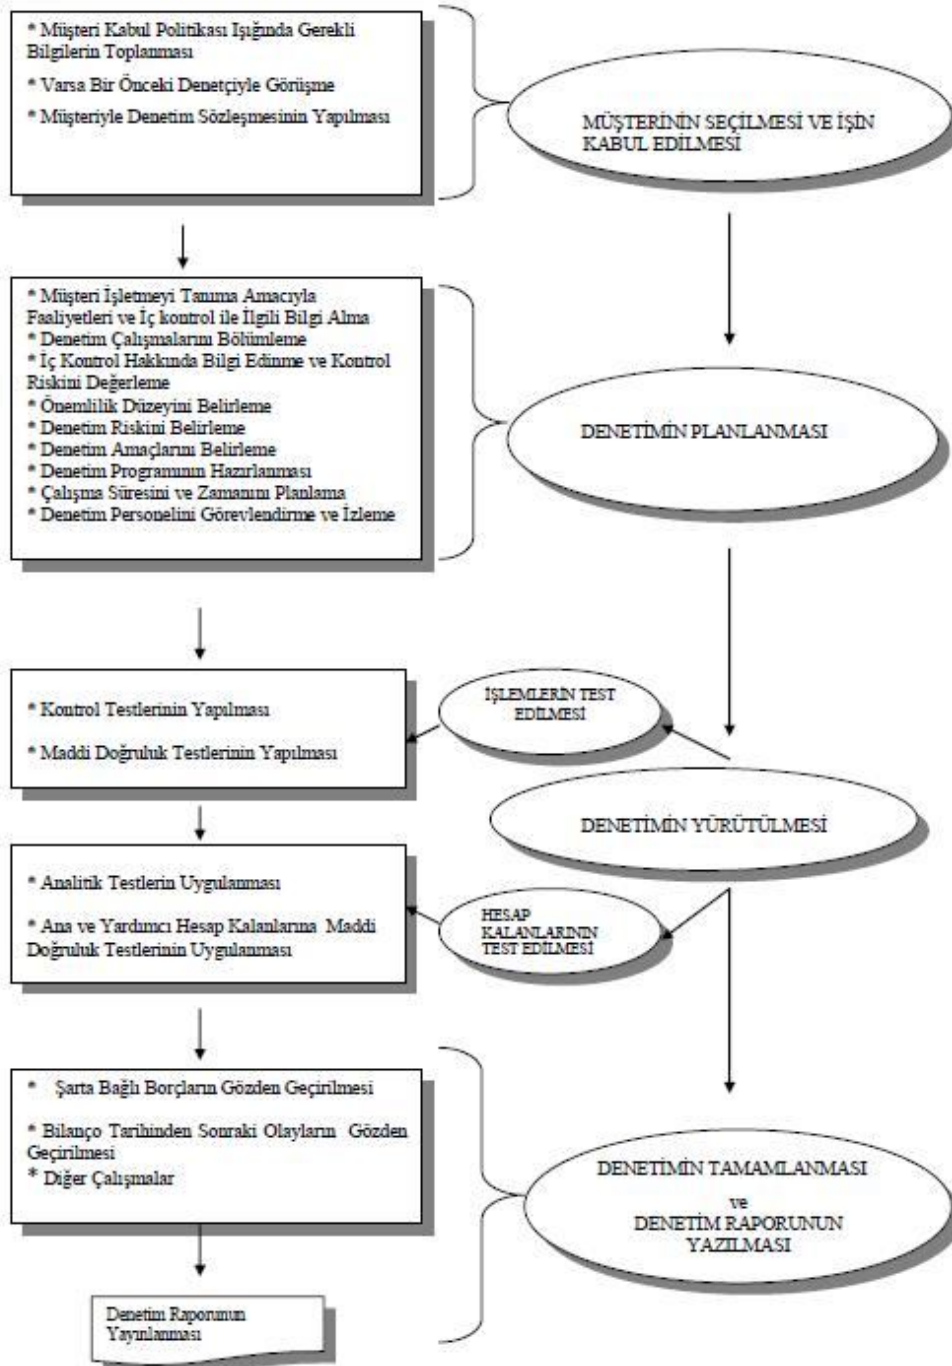 * Müşteri Kabul Politikası Işığında Gerekli
Bilgilerin Toplanması
* Varsa Bir Önceki Denetçiyle Görüşme
* Müşteriyle Denetim Sözleşmesinin Yapılması
MÜŞTERİNİN SEÇİLMESİ VE İŞİN
KABUL EDİLMESİ
* Müşteri İşletmeyi Tanıma Amacıyla
Faaliyetleri ve İç kontrol ile İlgili Bilgi Alma
* Denetim Çalışmalarını Bölümleme
* İç Kontrol Hakkında Bilgi Edinme ve Kontrol
Riskini Değerleme
* Önemlilik Düzeyini Belirleme
* Denetim Riskini Belirleme
* Denetim Amaçlarını Belirleme
* Denetim Programının Hazırlanması
* Çalışma Süresini ve Zamanını Planlama
* Denetim Personelini Görevlendirme ve İzleme
DENETİMİN PLANLANMASI
* Kontrol Testlerinin Yapılması
* Maddi Doğruluk Testlerinin Yapılması
İŞLEMLERİN TEST
EDİLMESİ
DENETİMİN YÜRÜTÜLMESİ
* Analitik Testlerin Uygulanması
* Ana ve Yardımcı Hesap Kalanlarına Maddi
Doğruluk Testlerinin Uygulanması
HESAP
KALANLARININ
TEST EDİLMESİ
* Şarta Bağlı Borçların Gözden Geçirilmesi
* Bilanço Tarihinden Sonraki Olayların Gözden
Geçirilmesi
* Diğer Çalışmalar
DENETİMİN TAMAMLANMASI
ve
DENETİM RAPORUNUN
YAZILMASI
Denetim Raporunun
Yayınlanması